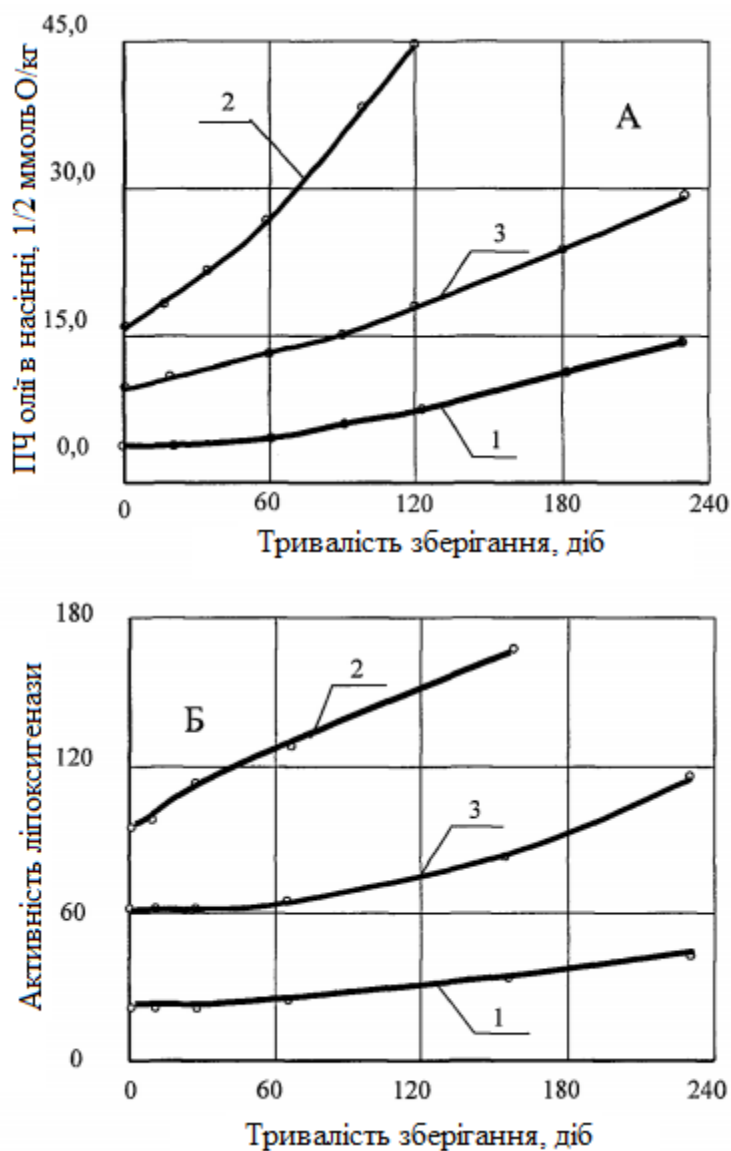 45,0
2
А
30,0
3
15,0
1
0,0
ПЧ олії в насінні, 1/2 ммольО/кг
0 60 120 180 240
Тривалість зберігання, діб
180
2
Б
120
3
60
1
0
Активність ліпоксигенази
0 60 120 180 240
Тривалість зберігання, діб